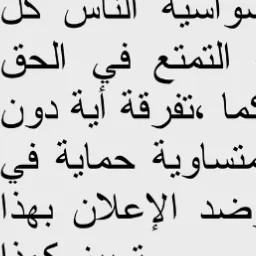 سواسية الناس كل
التمتع في الحق
كما ،تفرقة أية دون
متساوية حماية في
ضد الإعلان بهذا